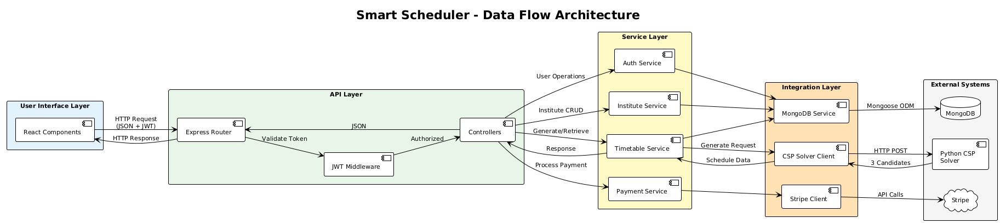 Smart Scheduler - Data Flow Architecture
User Interface Layer
React Components
HTTP Request
(JSON + JWT)
HTTP Response
API Layer
Express Router
Validate Token
JWT Middleware
Authorized
JSON
Controllers
User Operations
Institute CRUD
Generate/Retrieve
Response
Process Payment
Service Layer
Auth Service
Institute Service
Timetable Service
Payment Service
Generate Request
Schedule Data
Integration Layer
MongoDB Service
CSP Solver Client
Stripe Client
Mongoose ODM
HTTP POST
3 Candidates
API Calls
External Systems
MongoDB
Python CSP
Solver
Stripe